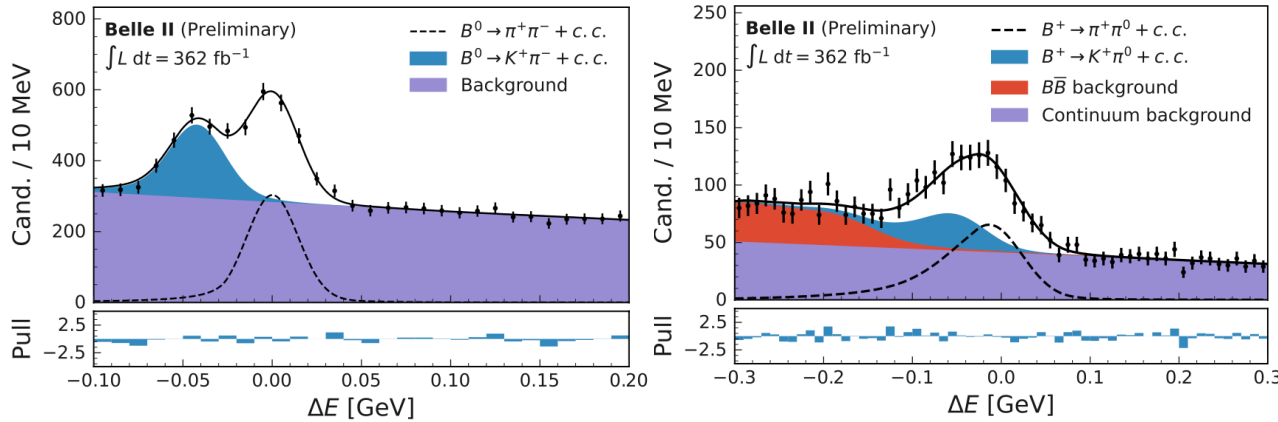 Belle II (Preliminary)
∫L dt = 362 fb⁻¹
B⁰ → π⁺π⁻ + c. c.
B⁰ → K⁺π⁻ + c. c.
Background
Cand. / 10 MeV
800
600
400
200
0
Pull
2.5
−2.5
−0.10 −0.05 0.00 0.05 0.10 0.15 0.20
ΔE [GeV]
Belle II (Preliminary)
∫L dt = 362 fb⁻¹
B⁺ → π⁺π⁰ + c. c.
B⁺ → K⁺π⁰ + c. c.
BB̅ background
Continuum background
Cand. / 10 MeV
250
200
150
100
50
0
Pull
2.5
−2.5
−0.3 −0.2 −0.1 0.0 0.1 0.2 0.3
ΔE [GeV]